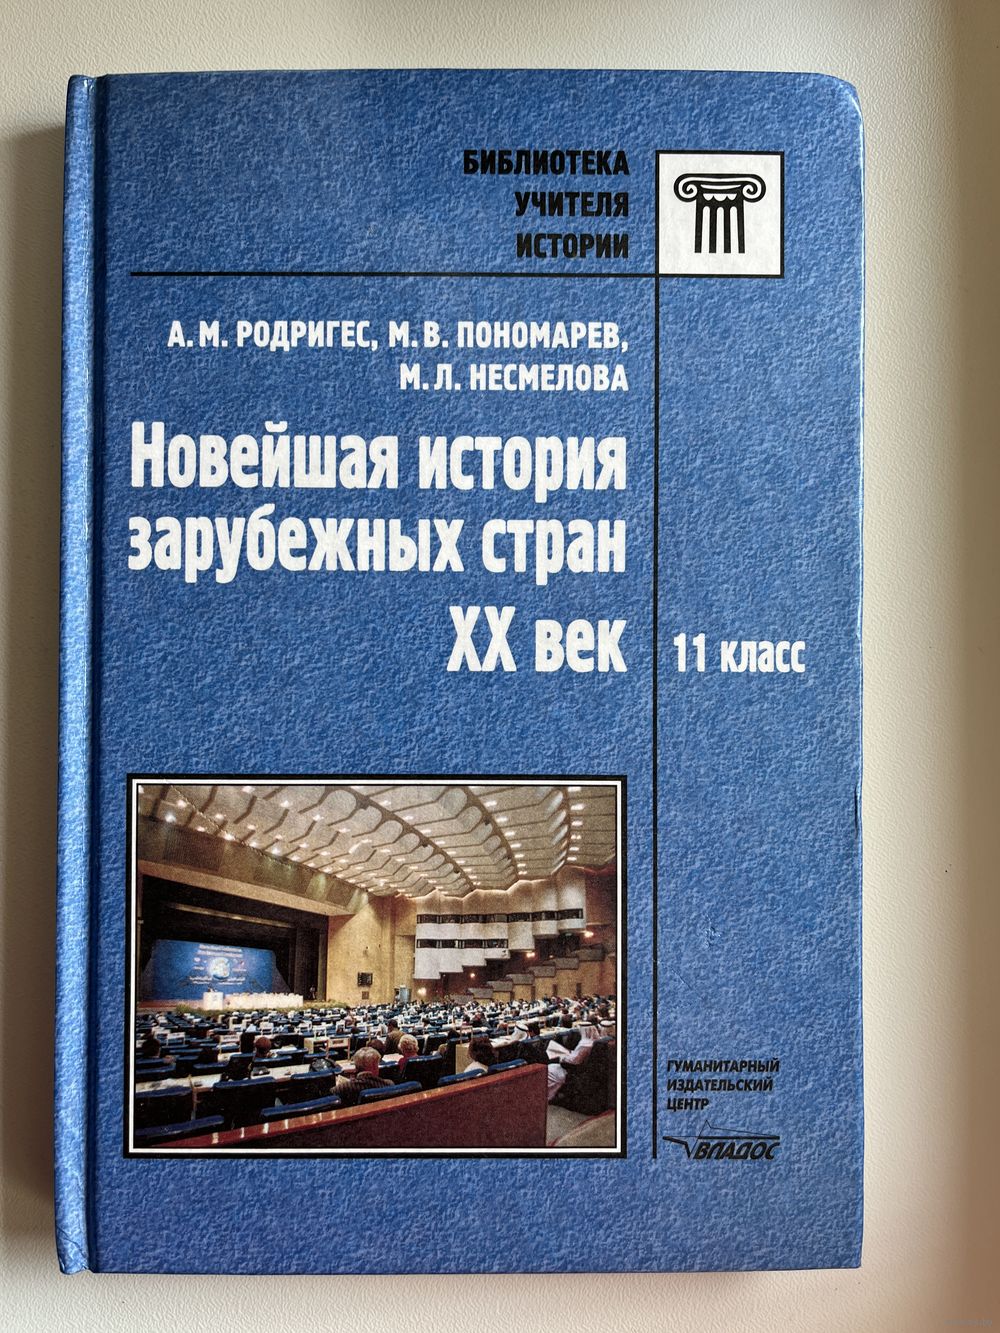 БИБЛИОТЕКА
УЧИТЕЛЯ
ИСТОРИИ
А. М. РОДРИГЕС, М. В. ПОНОМАРЕВ,
М. Л. НЕСМЕЛОВА
Новейшая история
зарубежных стран
XX век
11 класс
ГУМАНИТАРНЫЙ
ИЗДАТЕЛЬСКИЙ
ЦЕНТР
ВЛАДОС